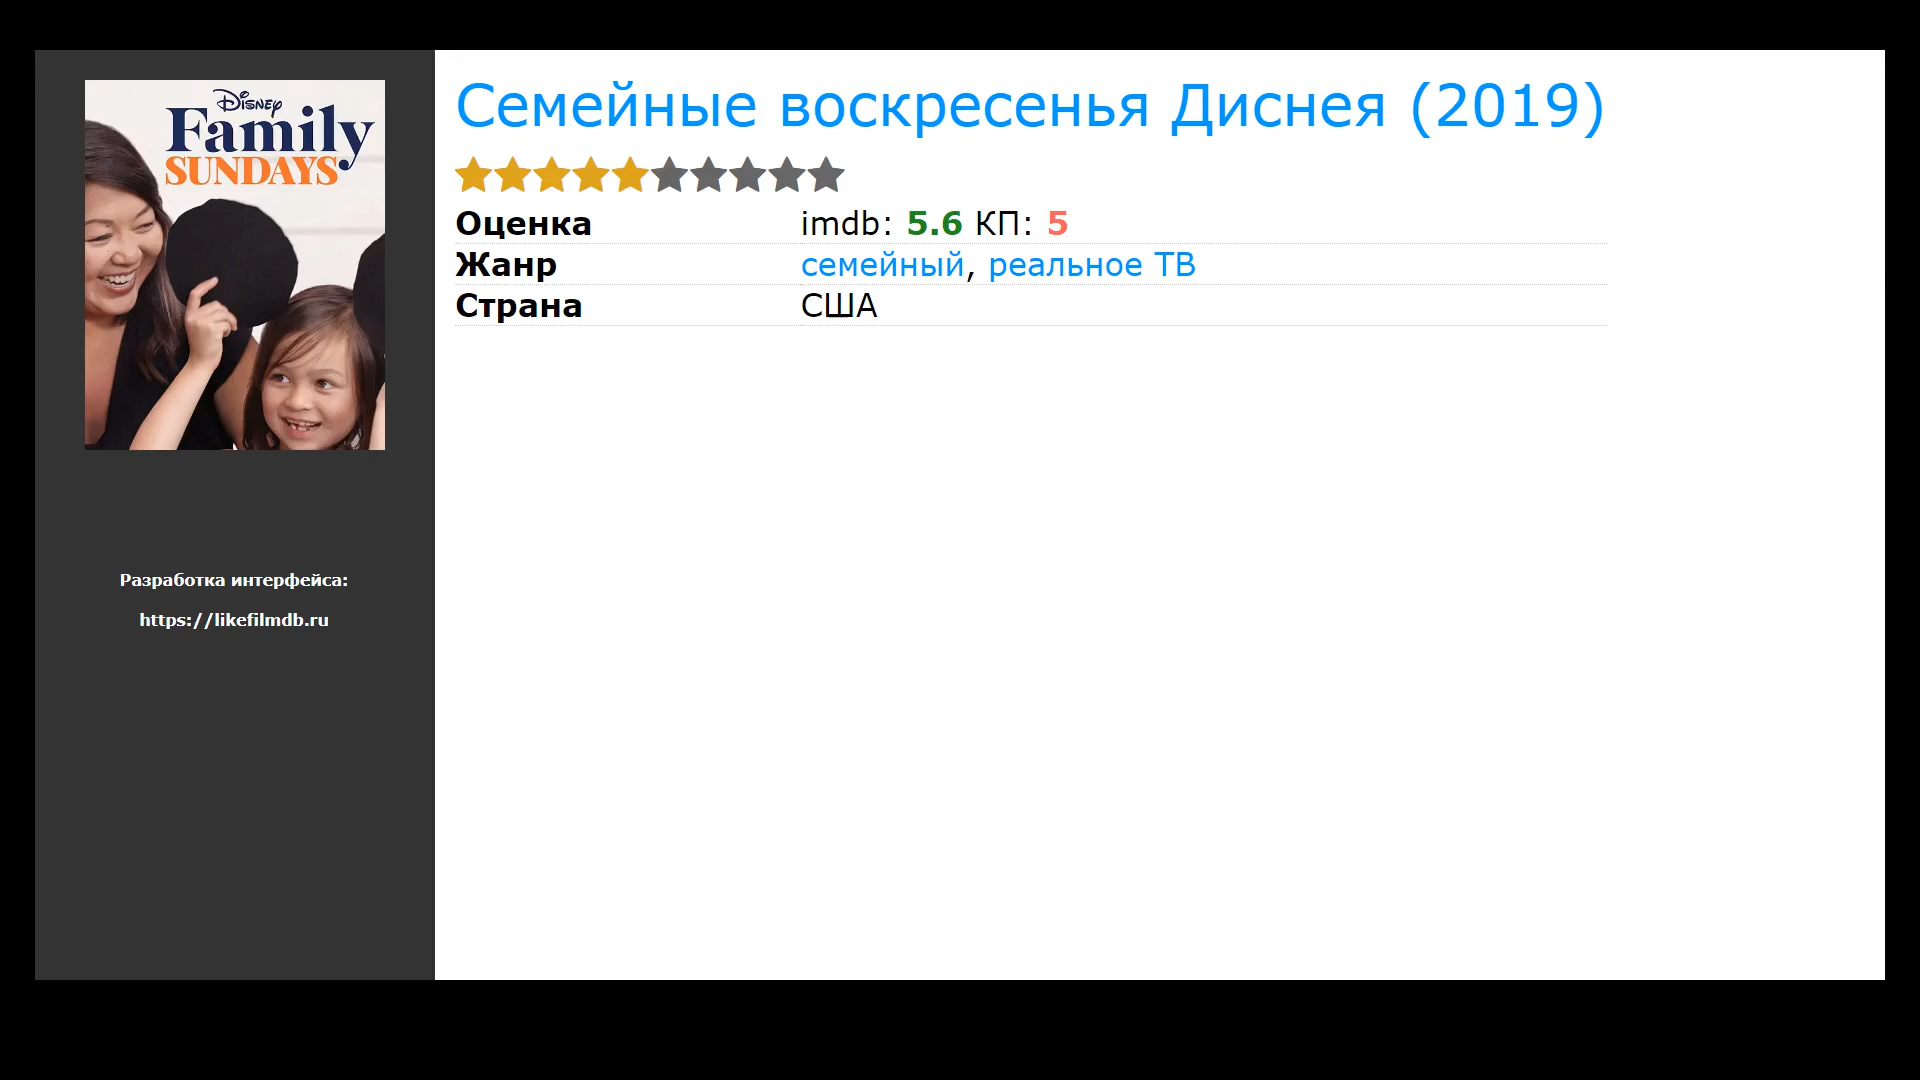 Disney
Family
SUNDAYS
Разработка интерфейса:
https://likefilmdb.ru
Семейные воскресенья Диснея (2019)
Оценка imdb: 5.6 КП: 5
Жанр семейный, реальное ТВ
Страна США